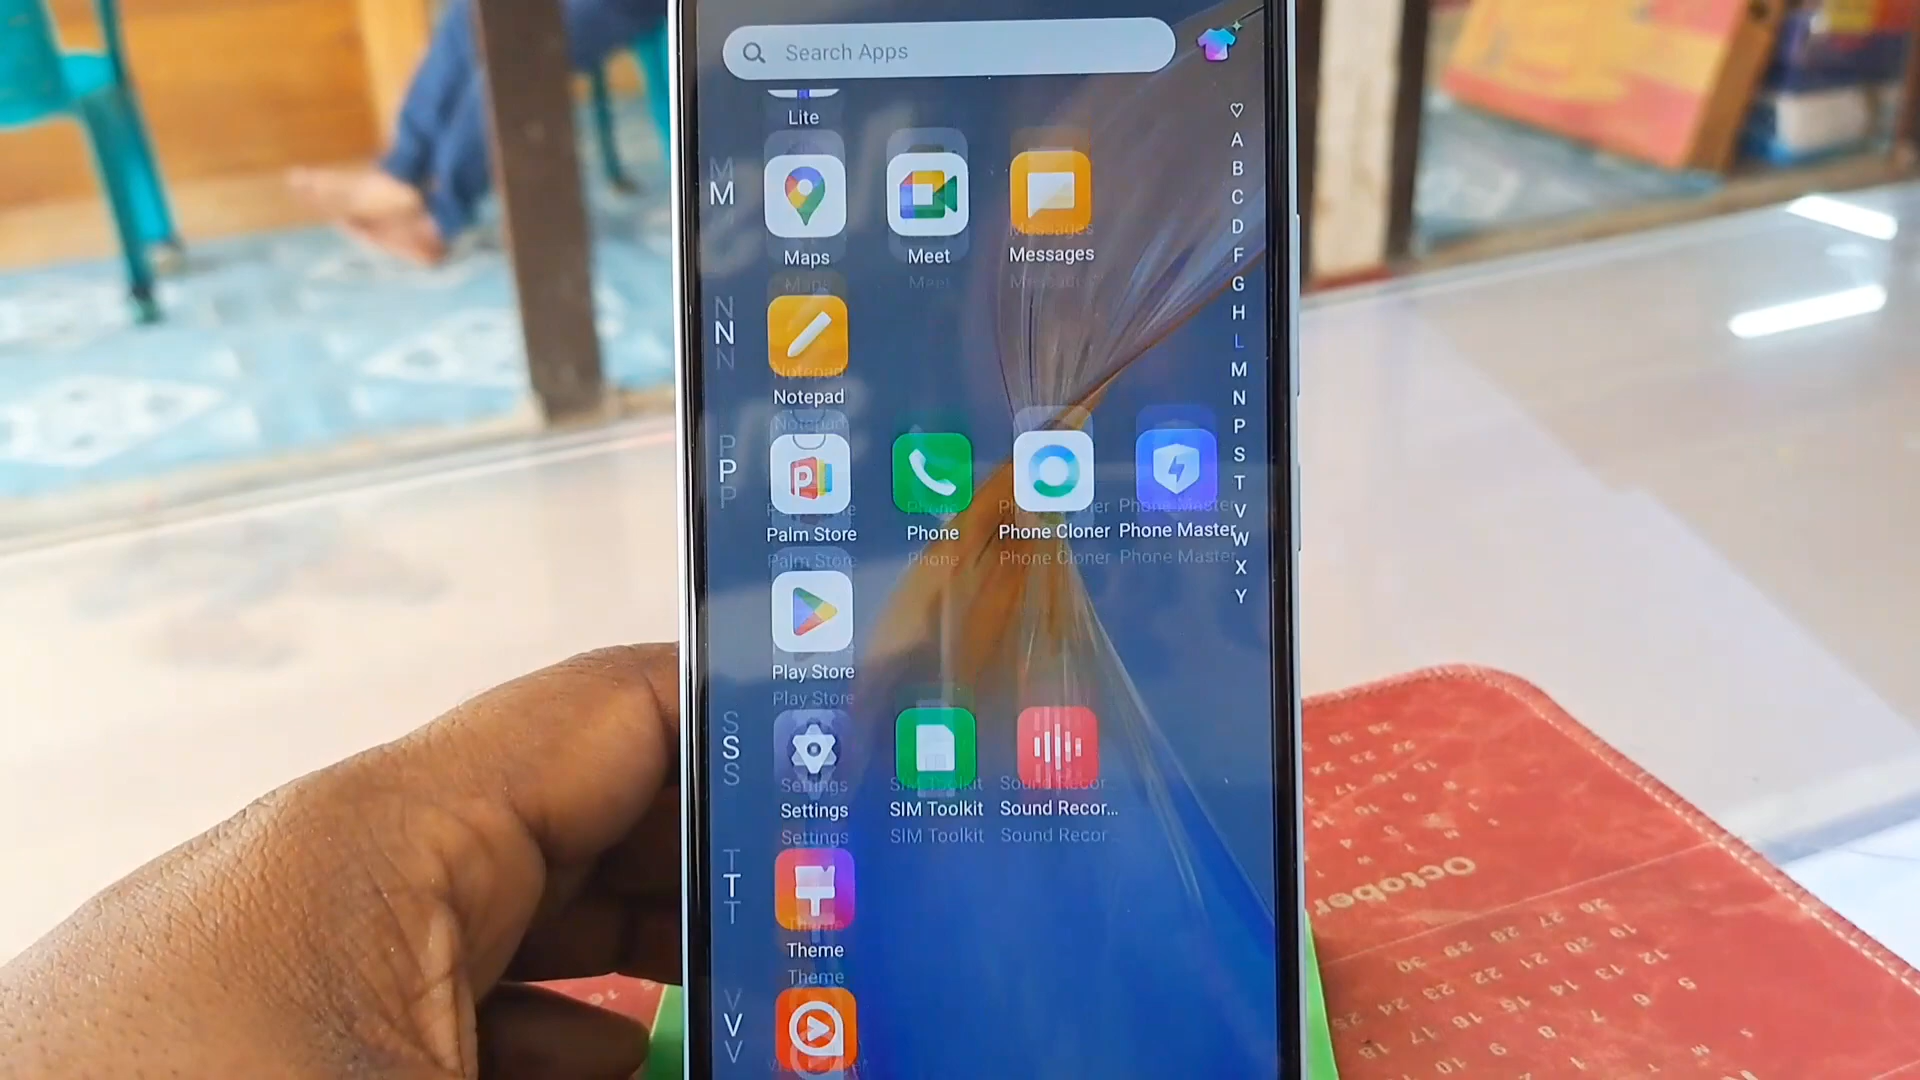 Search Apps
Lite
♡
A
B
C
D
F
G
H
L
M
N
P
S
T
V
W
X
Y
M
Maps
Meet
Messages
N
Notepad
P
Palm Store
Phone
Phone Cloner
Phone Master
Play Store
S
Settings
SIM Toolkit
Sound Recor...
T
Theme
V
October